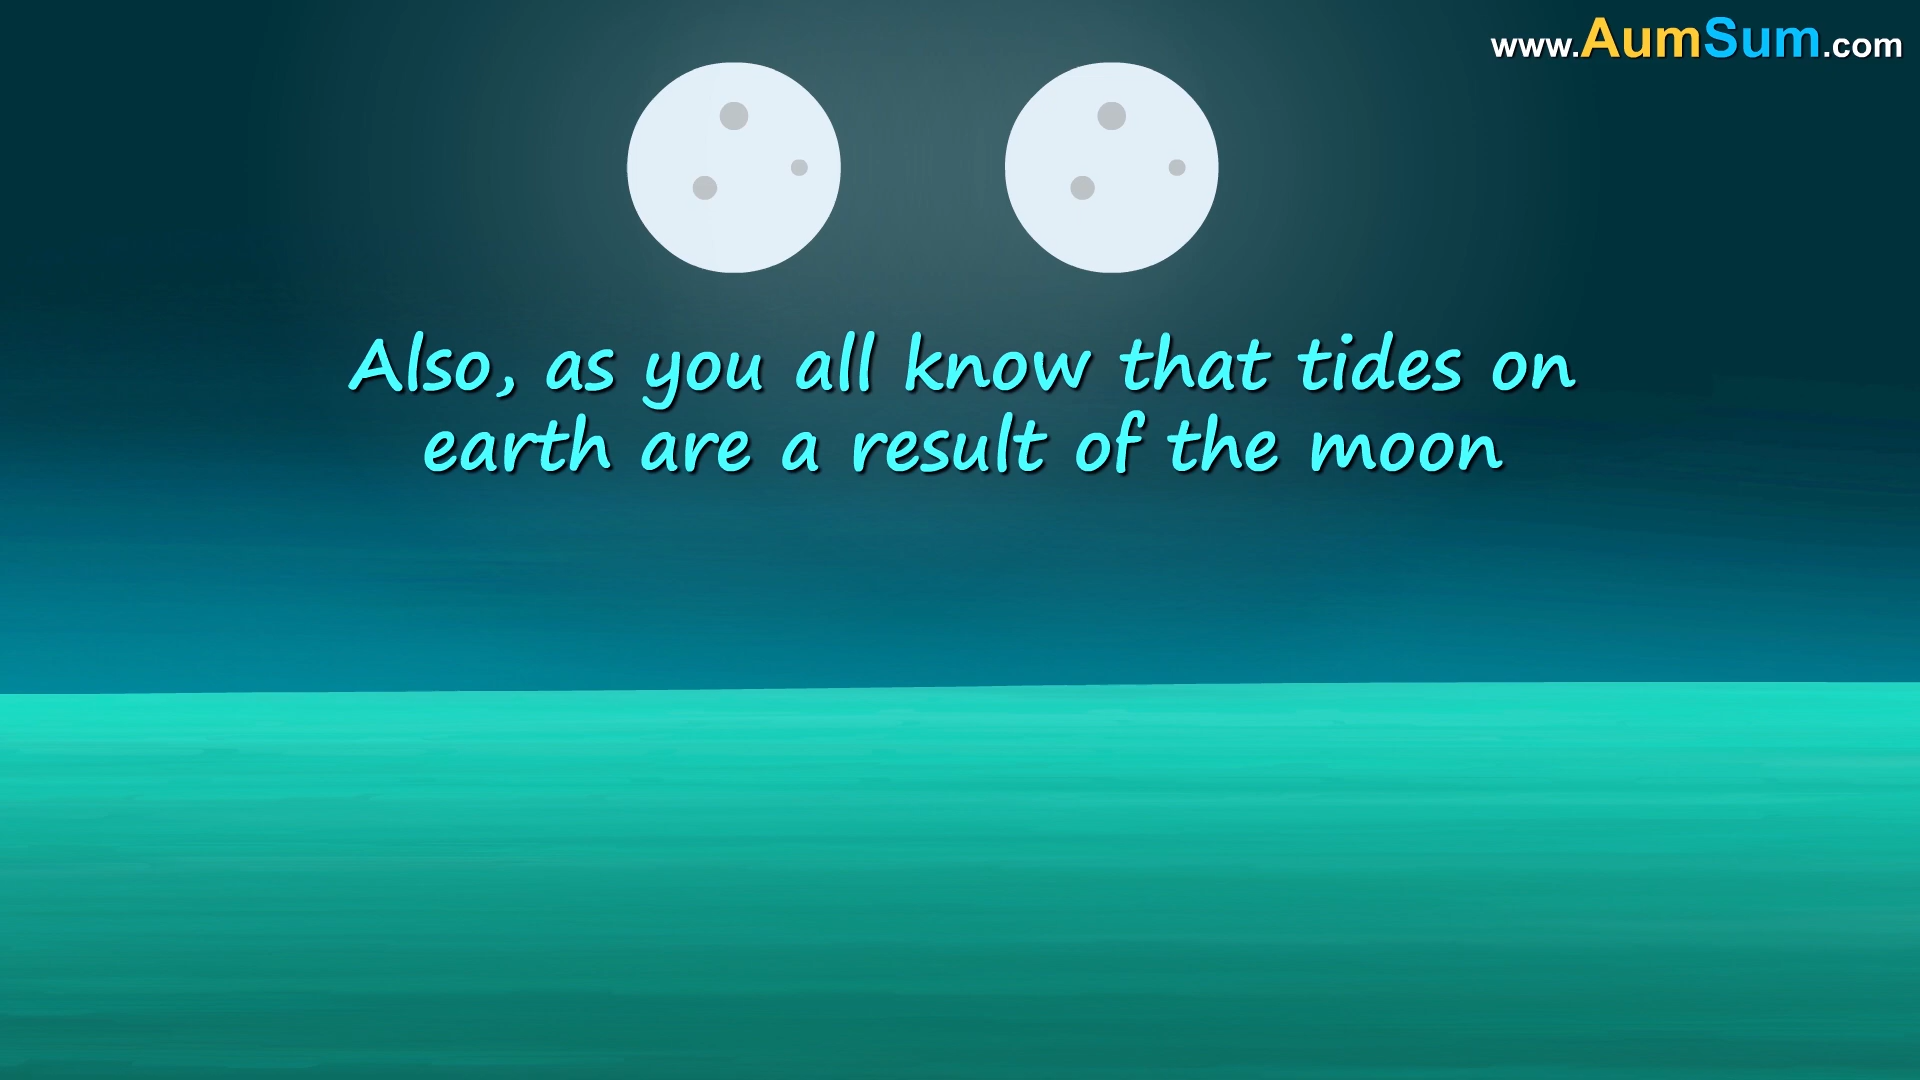 www.AumSum.com
Also, as you all know that tides on
earth are a result of the moon